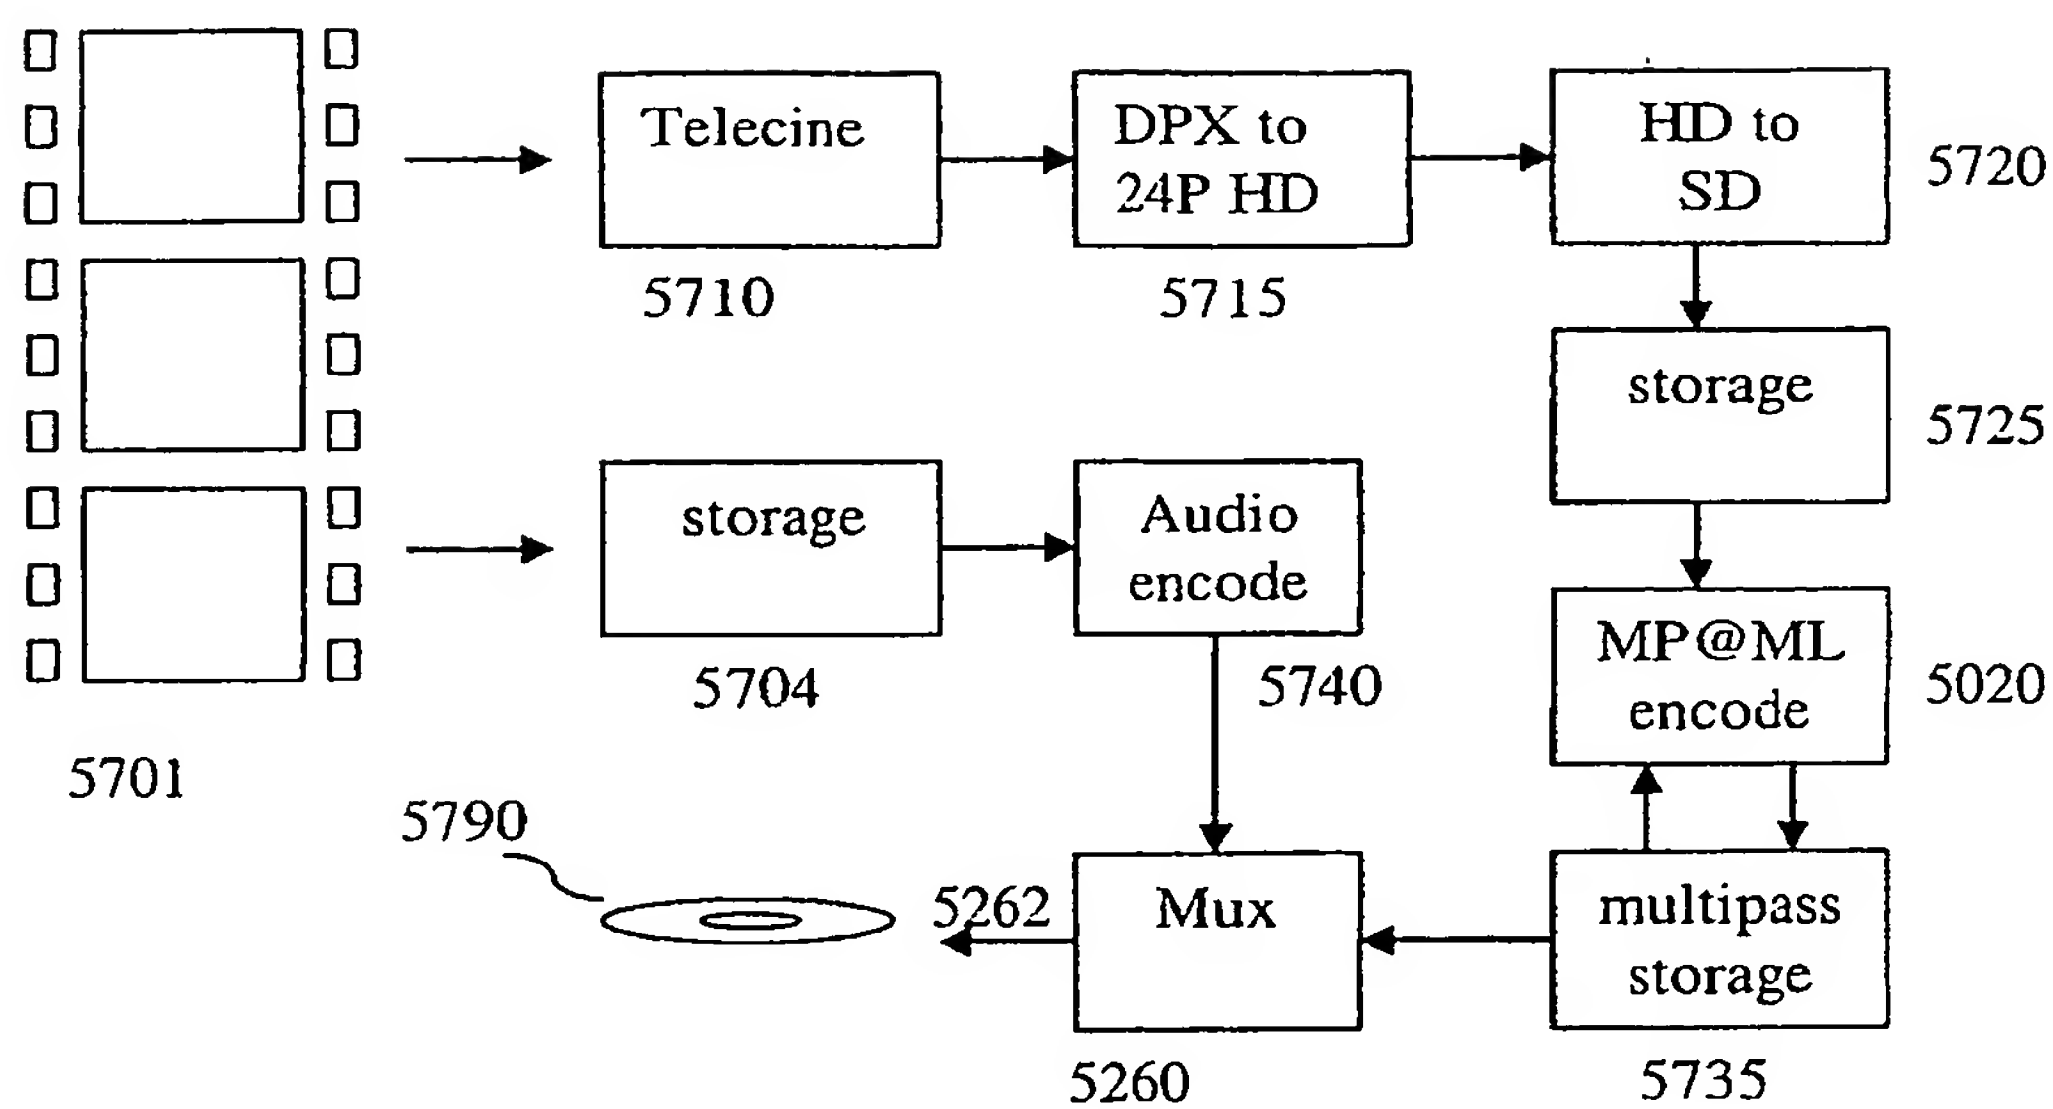 Telecine
DPX to
24P HD
HD to
SD
5720
5710
5715
storage
5725
storage
Audio
encode
5704
5740
MP@ML
encode
5020
5701
5790
5262
Mux
multipass
storage
5260
5735